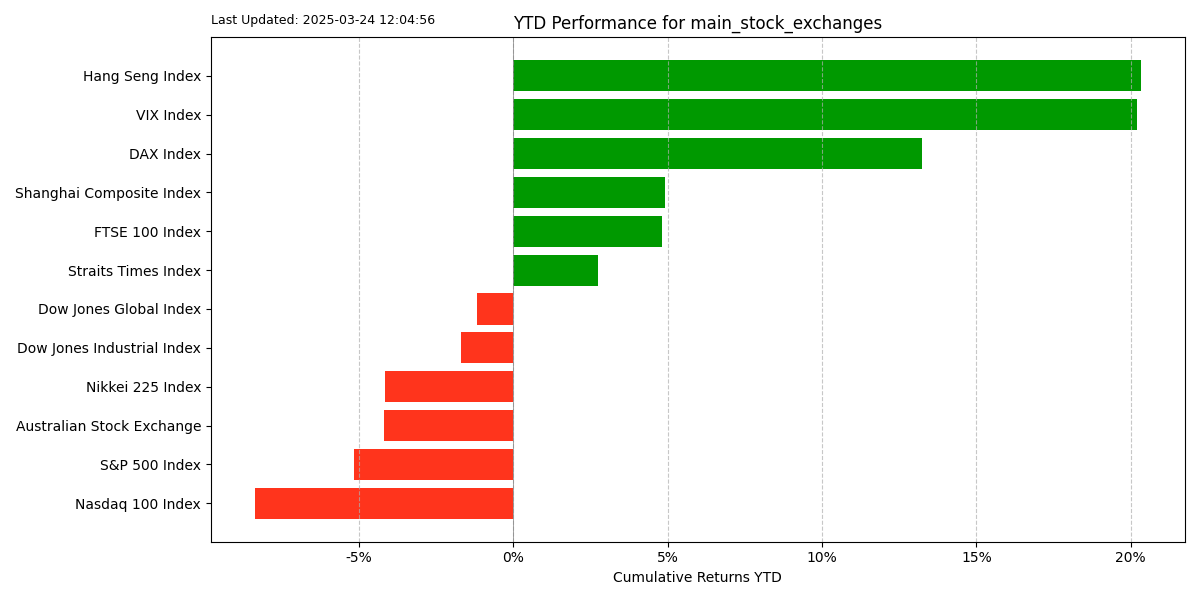 Last Updated: 2025-03-24 12:04:56
YTD Performance for main_stock_exchanges
Hang Seng Index
VIX Index
DAX Index
Shanghai Composite Index
FTSE 100 Index
Straits Times Index
Dow Jones Global Index
Dow Jones Industrial Index
Nikkei 225 Index
Australian Stock Exchange
S&P 500 Index
Nasdaq 100 Index
-5% 0% 5% 10% 15% 20%
Cumulative Returns YTD